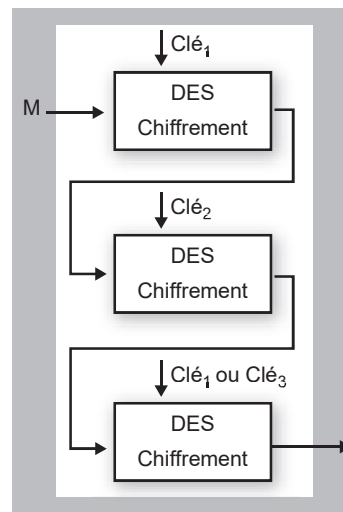 Clé₁
M
DES
Chiffrement
Clé₂
DES
Chiffrement
Clé₁ ou Clé₃
DES
Chiffrement